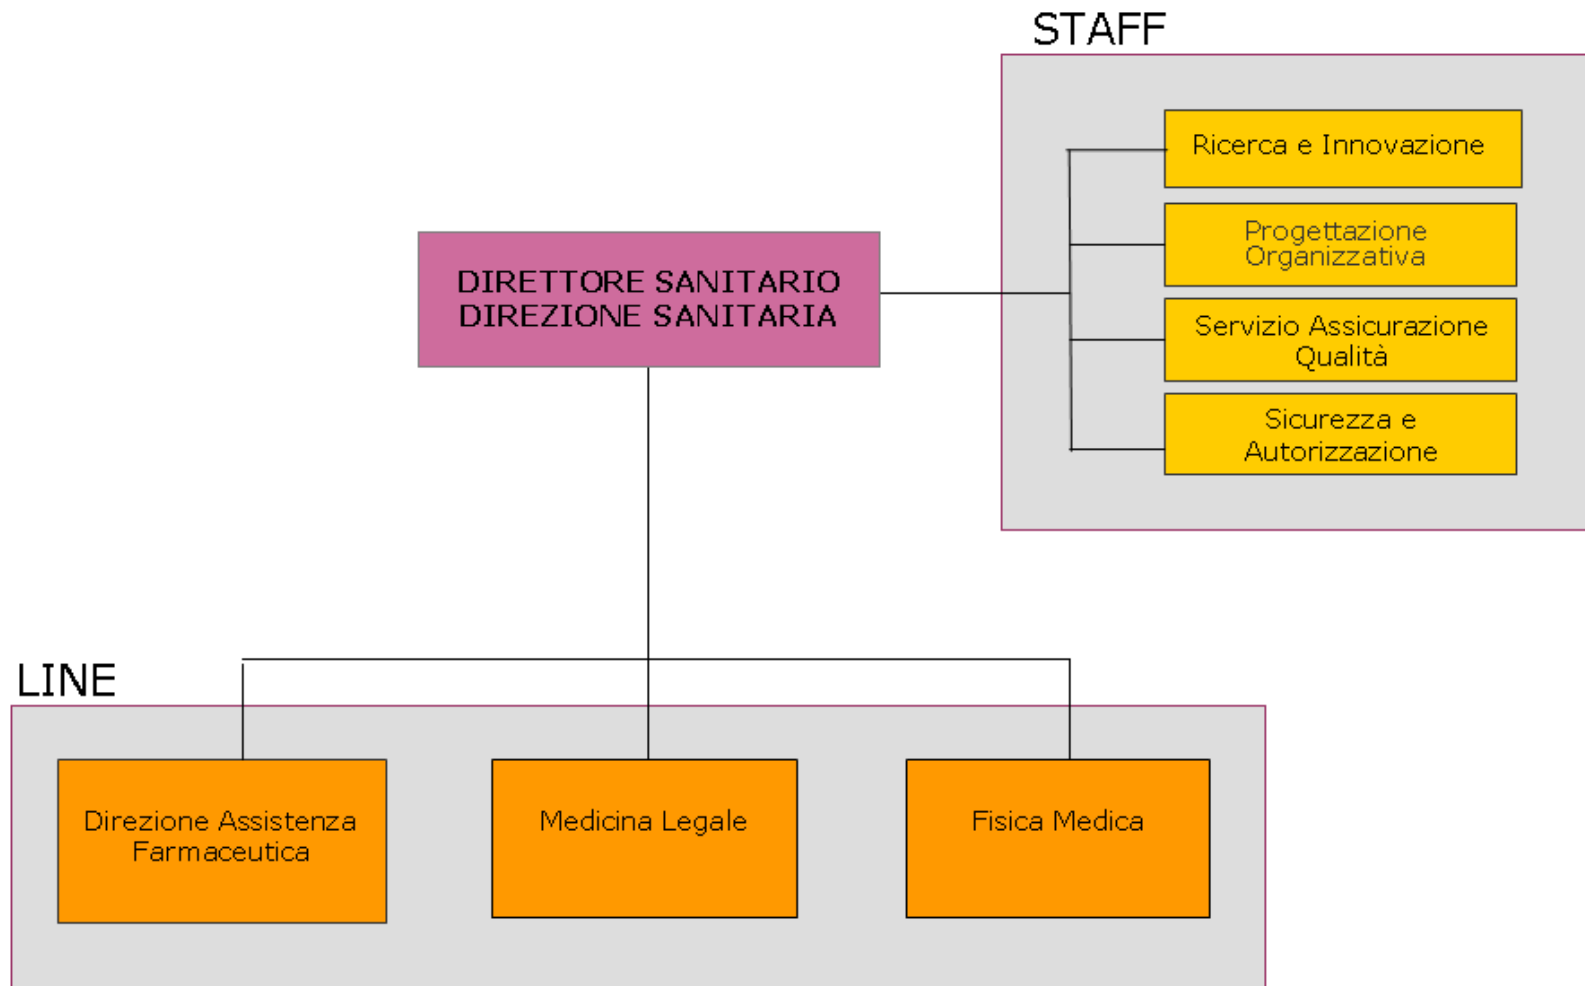 STAFF
Ricerca e Innovazione
Progettazione
Organizzativa
DIRETTORE SANITARIO
DIREZIONE SANITARIA
Servizio Assicurazione
Qualità
Sicurezza e
Autorizzazione
LINE
Direzione Assistenza
Farmaceutica
Medicina Legale
Fisica Medica